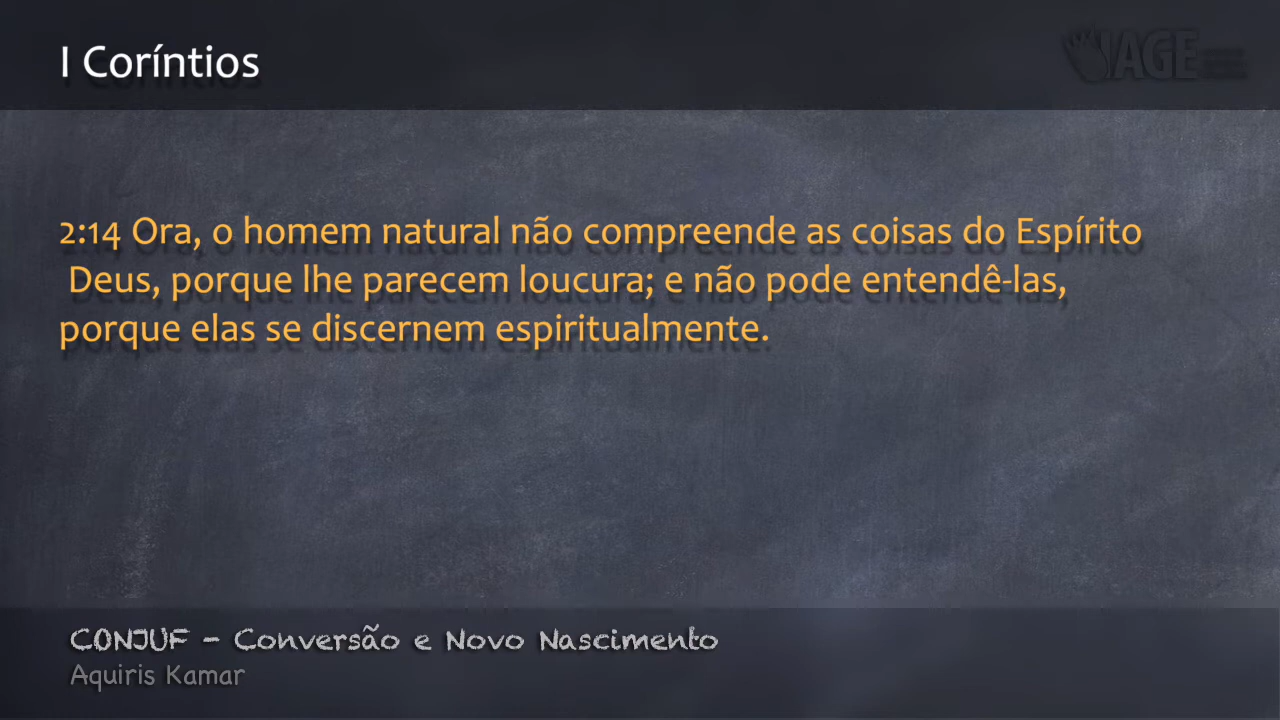 I Coríntios
IAGE
2:14 Ora, o homem natural não compreende as coisas do Espírito
Deus, porque lhe parecem loucura; e não pode entendê-las,
porque elas se discernem espiritualmente.
CONJUF - Conversão e Novo Nascimento
Aquiris Kamar